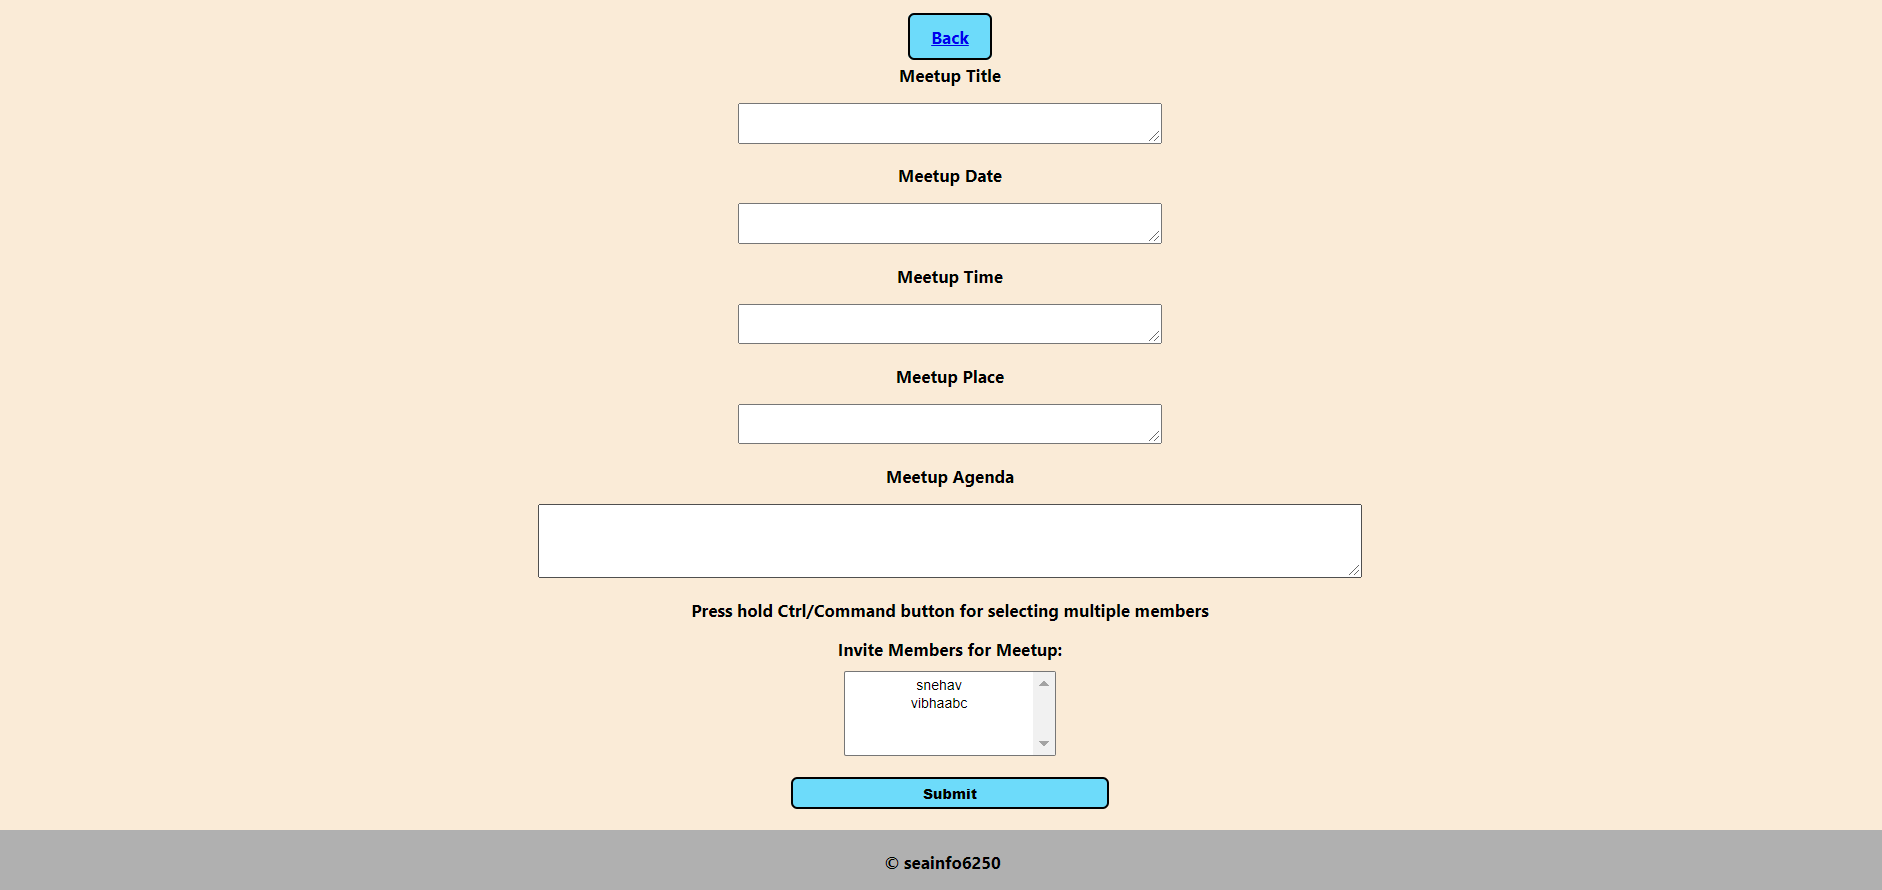 Back
Meetup Title
Meetup Date
Meetup Time
Meetup Place
Meetup Agenda
Press hold Ctrl/Command button for selecting multiple members
Invite Members for Meetup:
snehav
vibhaabc
Submit
© seainfo6250